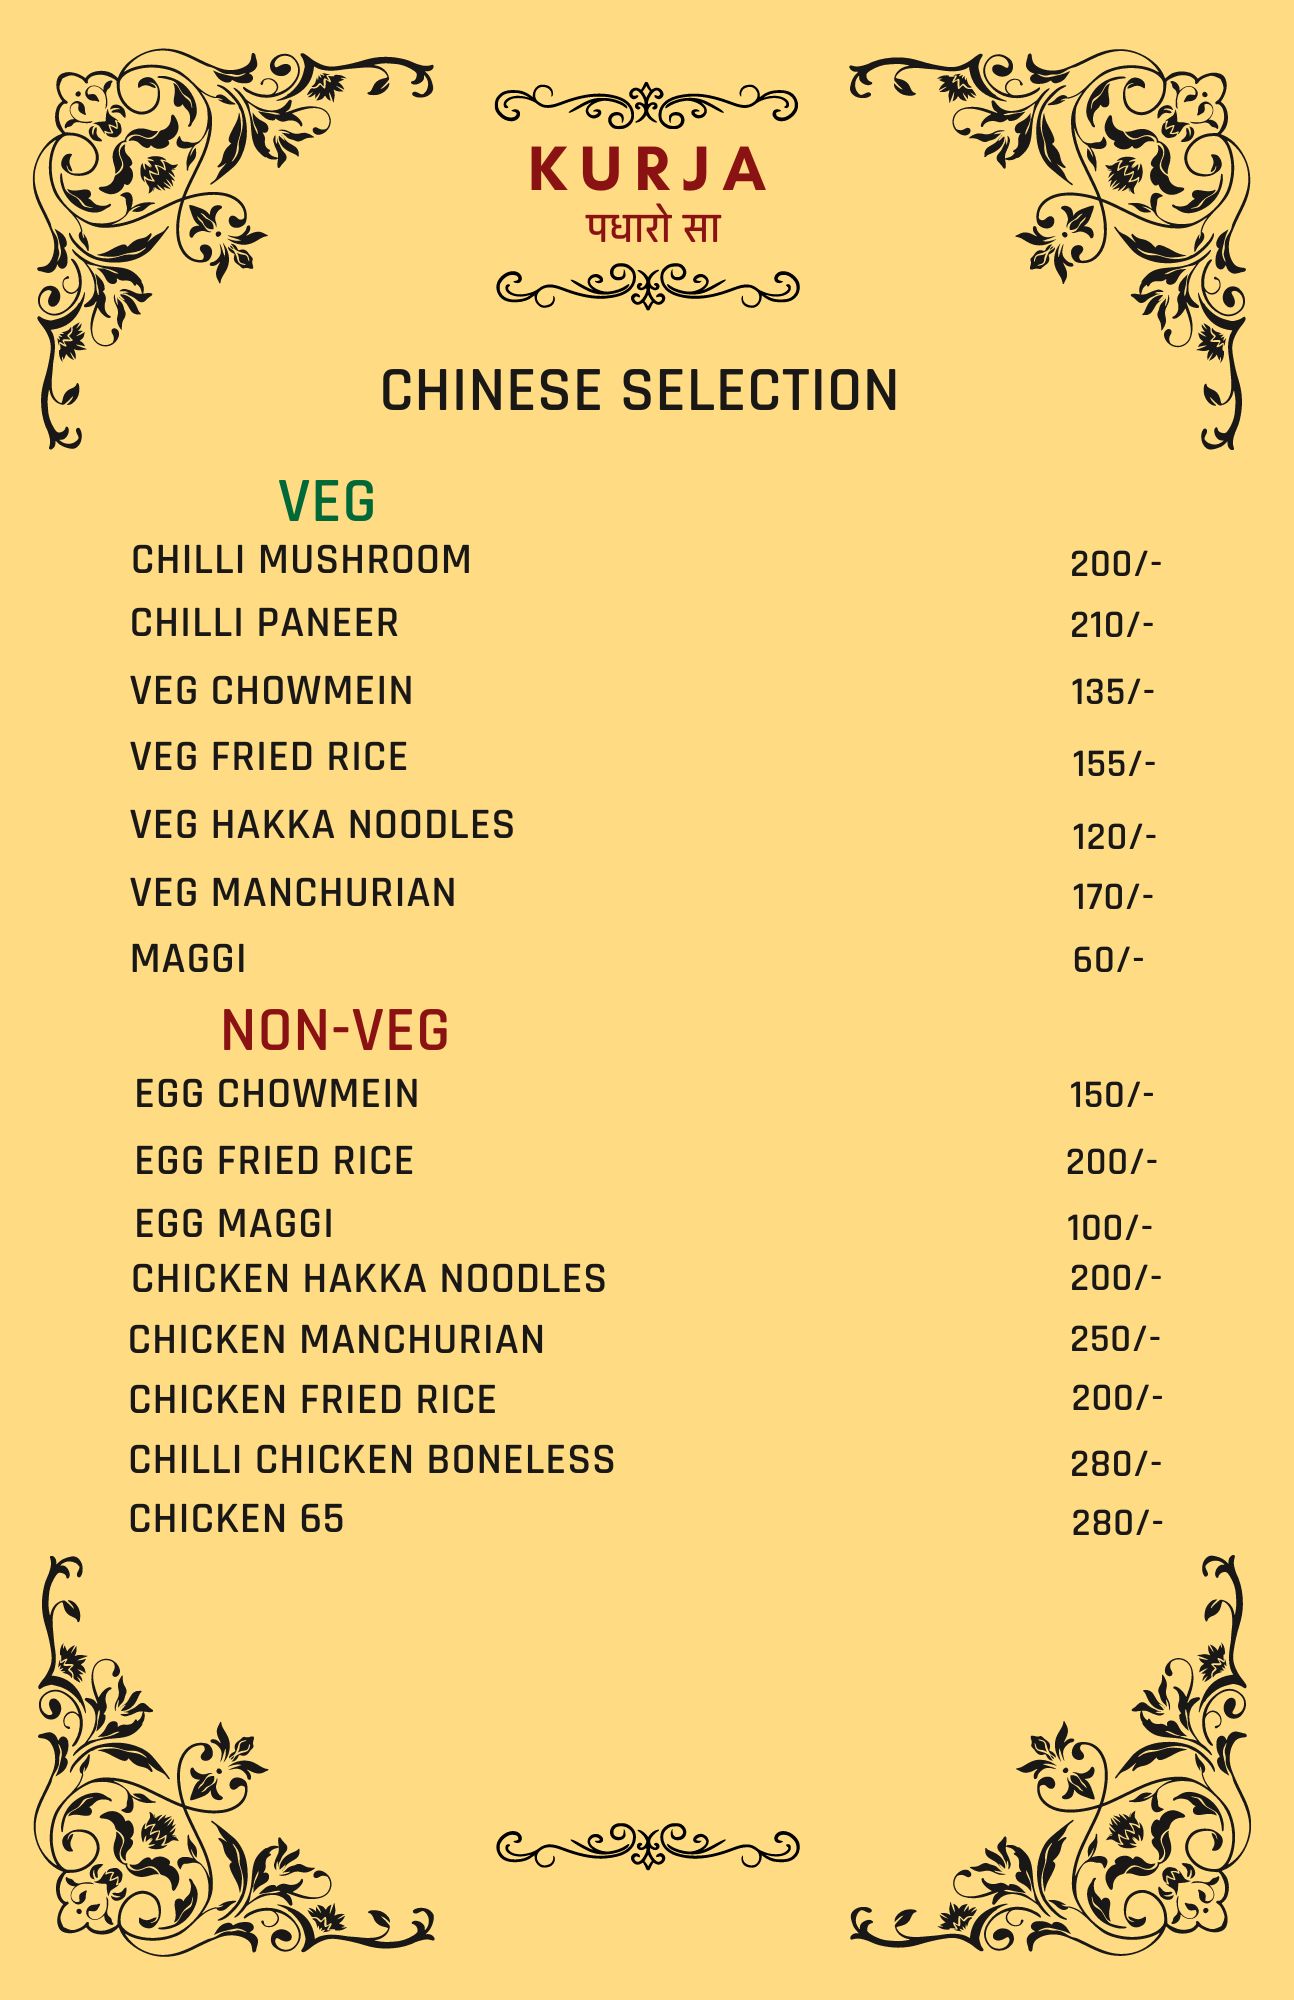 KURJA
पधारो सा
CHINESE SELECTION
VEG
CHILLI MUSHROOM 200/-
CHILLI PANEER 210/-
VEG CHOWMEIN 135/-
VEG FRIED RICE 155/-
VEG HAKKA NOODLES 120/-
VEG MANCHURIAN 170/-
MAGGI 60/-
NON-VEG
EGG CHOWMEIN 150/-
EGG FRIED RICE 200/-
EGG MAGGI 100/-
CHICKEN HAKKA NOODLES 200/-
CHICKEN MANCHURIAN 250/-
CHICKEN FRIED RICE 200/-
CHILLI CHICKEN BONELESS 280/-
CHICKEN 65 280/-